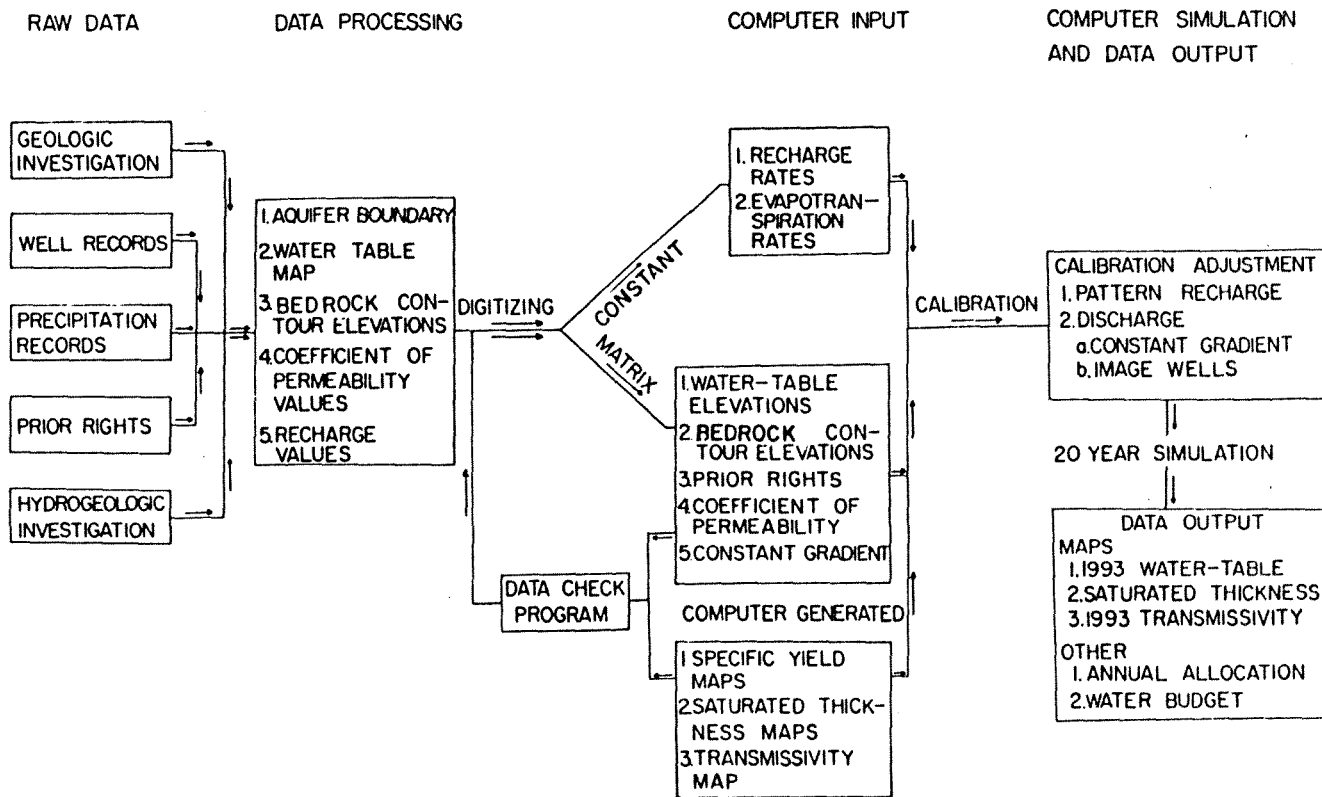 RAW DATA
DATA PROCESSING
COMPUTER INPUT
COMPUTER SIMULATION
AND DATA OUTPUT
GEOLOGIC
INVESTIGATION
WELL RECORDS
PRECIPITATION
RECORDS
PRIOR RIGHTS
HYDROGEOLOGIC
INVESTIGATION
1. AQUIFER BOUNDARY
2. WATER TABLE
MAP
3. BEDROCK CON-
TOUR ELEVATIONS
4. COEFFICIENT OF
PERMEABILITY
VALUES
5. RECHARGE
VALUES
DIGITIZING
CONSTANT
MATRIX
DATA CHECK
PROGRAM
1. RECHARGE
RATES
2. EVAPOTRAN-
SPIRATION
RATES
1. WATER-TABLE
ELEVATIONS
2. BEDROCK CON-
TOUR ELEVATIONS
3. PRIOR RIGHTS
4. COEFFICIENT OF
PERMEABILITY
5. CONSTANT GRADIENT
COMPUTER GENERATED
1 SPECIFIC YIELD
MAPS
2. SATURATED THICK-
NESS MAPS
3. TRANSMISSIVITY
MAP
CALIBRATION
CALIBRATION ADJUSTMENT
1. PATTERN RECHARGE
2. DISCHARGE
a. CONSTANT GRADIENT
b. IMAGE WELLS
20 YEAR SIMULATION
DATA OUTPUT
MAPS
1. 1993 WATER-TABLE
2. SATURATED THICKNESS
3. 1993 TRANSMISSIVITY
OTHER
1. ANNUAL ALLOCATION
2. WATER BUDGET